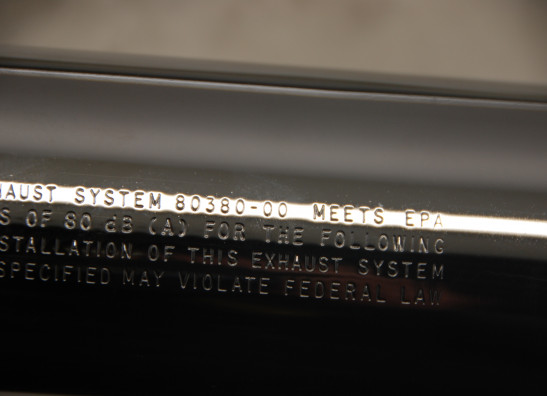 HAUST SYSTEM 80380-00 MEETS EPA
S OF 80 dB (A) FOR THE FOLLOWING
STALLATION OF THIS EXHAUST SYSTEM
SPECIFIED MAY VIOLATE FEDERAL LAW